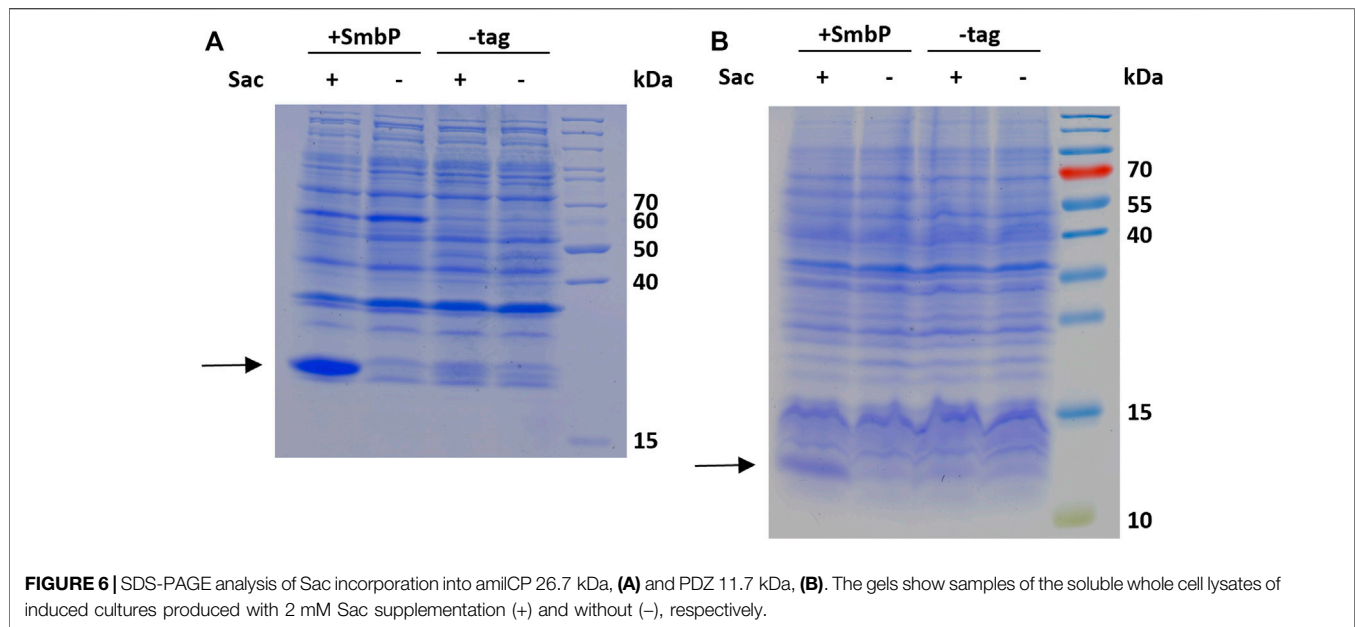 A
+SmbP -tag
Sac + - + - kDa
70
60
50
40
15
B
+SmbP -tag
Sac + - + - kDa
70
55
40
15
10
FIGURE 6 | SDS-PAGE analysis of Sac incorporation into amilCP 26.7 kDa, (A) and PDZ 11.7 kDa, (B). The gels show samples of the soluble whole cell lysates of
induced cultures produced with 2 mM Sac supplementation (+) and without (–), respectively.